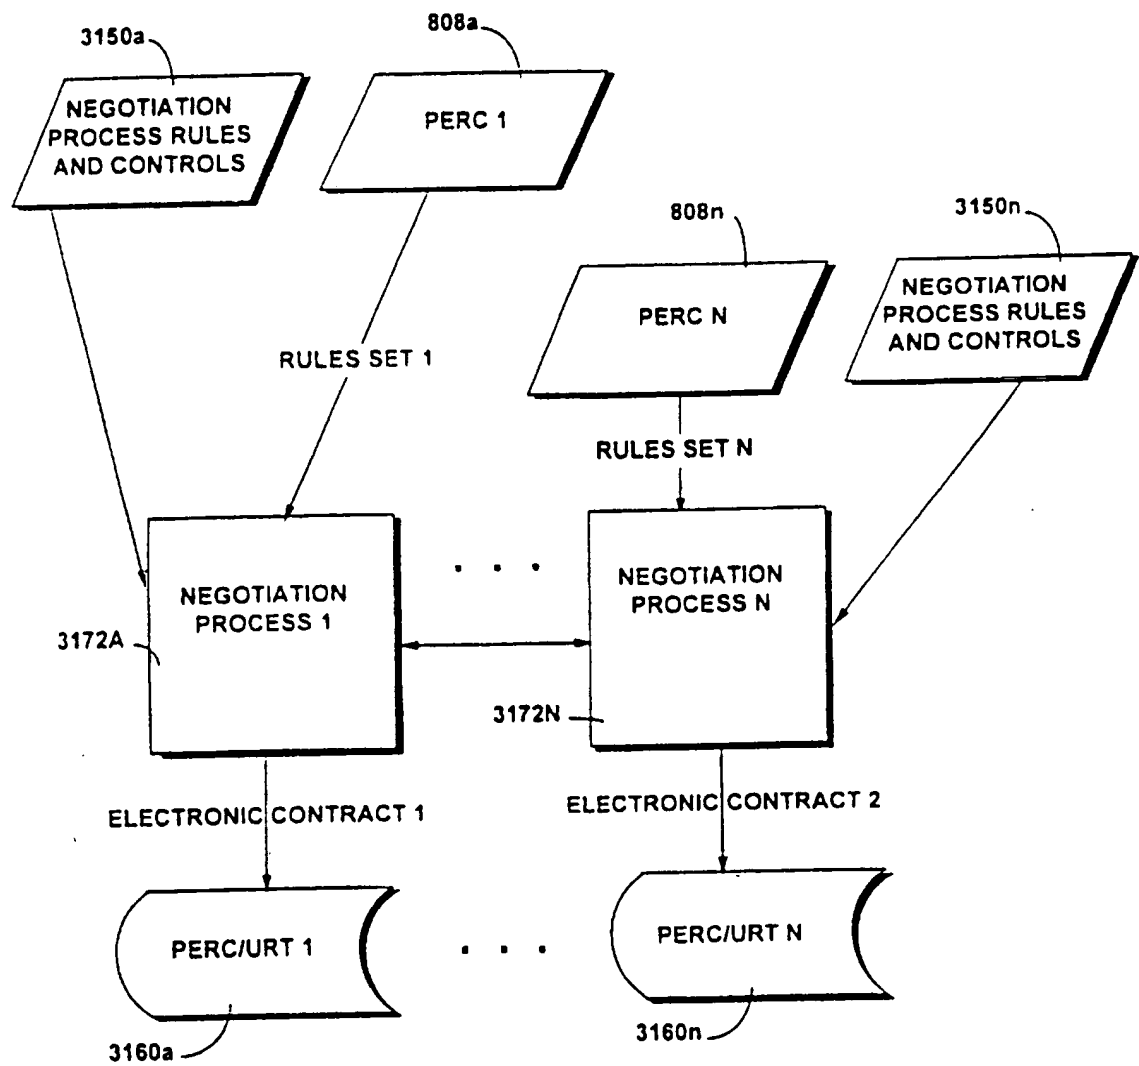 3150a
808a
NEGOTIATION
PROCESS RULES
AND CONTROLS
PERC 1
808n
3150n
PERC N
NEGOTIATION
PROCESS RULES
AND CONTROLS
RULES SET 1
RULES SET N
NEGOTIATION
PROCESS 1
. . .
NEGOTIATION
PROCESS N
3172A
3172N
ELECTRONIC CONTRACT 1
ELECTRONIC CONTRACT 2
PERC/URT 1
. . .
PERC/URT N
3160a
3160n